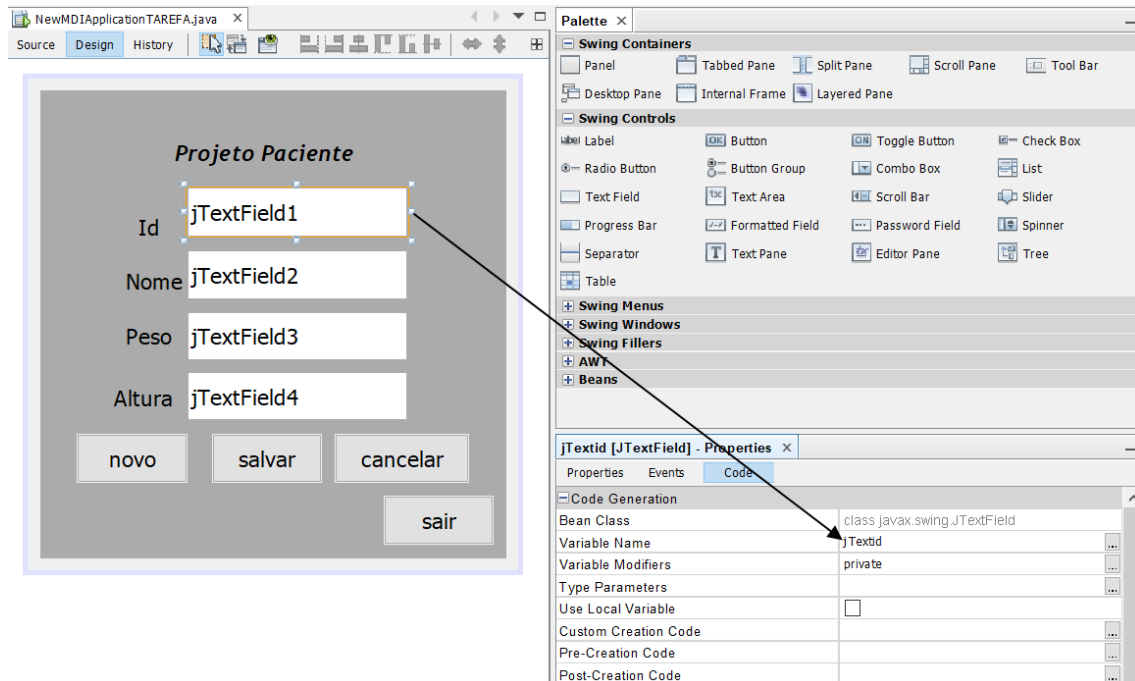 NewMDIApplicationTAREFA.java
Source Design History
Projeto Paciente
Id jTextField1
Nome jTextField2
Peso jTextField3
Altura jTextField4
novo salvar cancelar
sair
Palette
Swing Containers
Panel Tabbed Pane Split Pane Scroll Pane Tool Bar
Desktop Pane Internal Frame Layered Pane
Swing Controls
label Label OK Button ON Toggle Button Check Box
Radio Button Button Group Combo Box List
Text Field Text Area Scroll Bar Slider
Progress Bar Formatted Field Password Field Spinner
Separator T Text Pane Editor Pane Tree
Table
Swing Menus
Swing Windows
Swing Fillers
AWT
Beans
jTextid [JTextField] - Properties
Properties Events Code
Code Generation
Bean Class class javax.swing.JTextField
Variable Name jTextid ...
Variable Modifiers private ...
Type Parameters ...
Use Local Variable
Custom Creation Code ...
Pre-Creation Code ...
Post-Creation Code ...